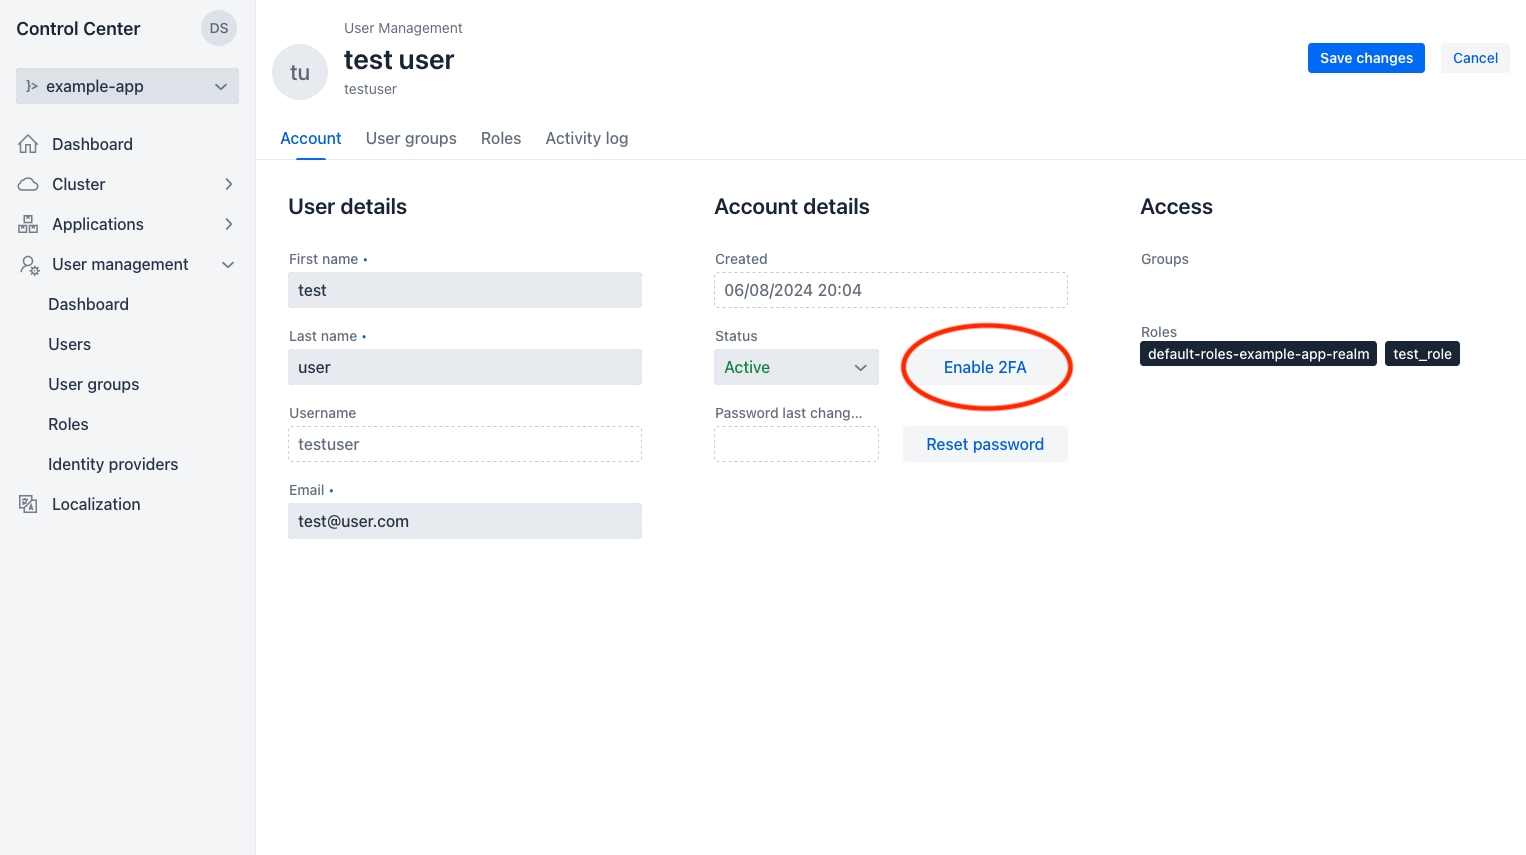 Control Center
DS
example-app
Dashboard
Cluster
Applications
User management
Dashboard
Users
User groups
Roles
Identity providers
Localization
User Management
tu
test user
testuser
Save changes
Cancel
Account
User groups
Roles
Activity log
User details
First name •
test
Last name •
user
Username
testuser
Email •
test@user.com
Account details
Created
06/08/2024 20:04
Status
Active
Enable 2FA
Password last chang...
Reset password
Access
Groups
Roles
default-roles-example-app-realm
test_role